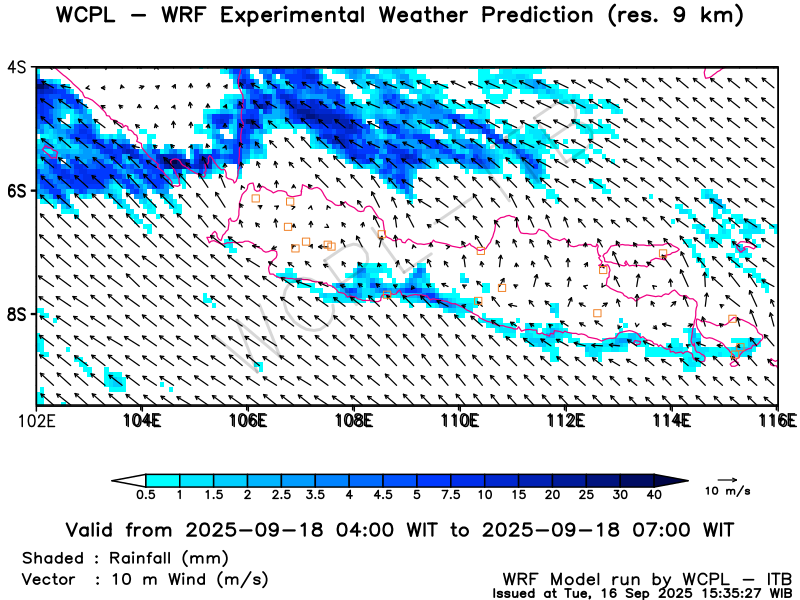 WCPL – WRF Experimental Weather Prediction (res. 9 km)
4S
6S
8S
102E 104E 106E 108E 110E 112E 114E 116E
WCPL-ITB
0.5 1 1.5 2 2.5 3.5 4 4.5 5 7.5 10 15 20 25 30 40
10 m/s
Valid from 2025-09-18 04:00 WIT to 2025-09-18 07:00 WIT
Shaded : Rainfall (mm)
Vector : 10 m Wind (m/s)
WRF Model run by WCPL – ITB
Issued at Tue, 16 Sep 2025 15:35:27 WIB